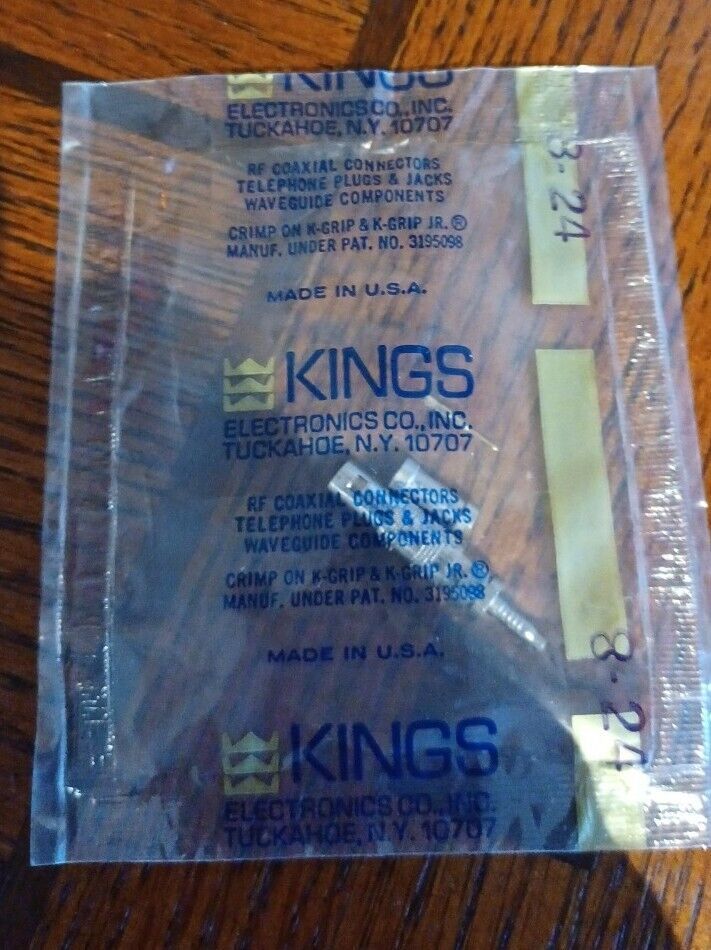 KINGS
ELECTRONICS CO., INC.
TUCKAHOE, N.Y. 10707
RF COAXIAL CONNECTORS
TELEPHONE PLUGS & JACKS
WAVEGUIDE COMPONENTS
CRIMP ON K-GRIP & K-GRIP JR.®
MANUF. UNDER PAT. NO. 3195098
MADE IN U.S.A.
8-24
KINGS
ELECTRONICS CO., INC.
TUCKAHOE, N.Y. 10707
RF COAXIAL CONNECTORS
TELEPHONE PLUGS & JACKS
WAVEGUIDE COMPONENTS
CRIMP ON K-GRIP & K-GRIP JR.®
MANUF. UNDER PAT. NO. 3195098
MADE IN U.S.A.
8-24
KINGS
ELECTRONICS CO., INC.
TUCKAHOE, N.Y. 10707